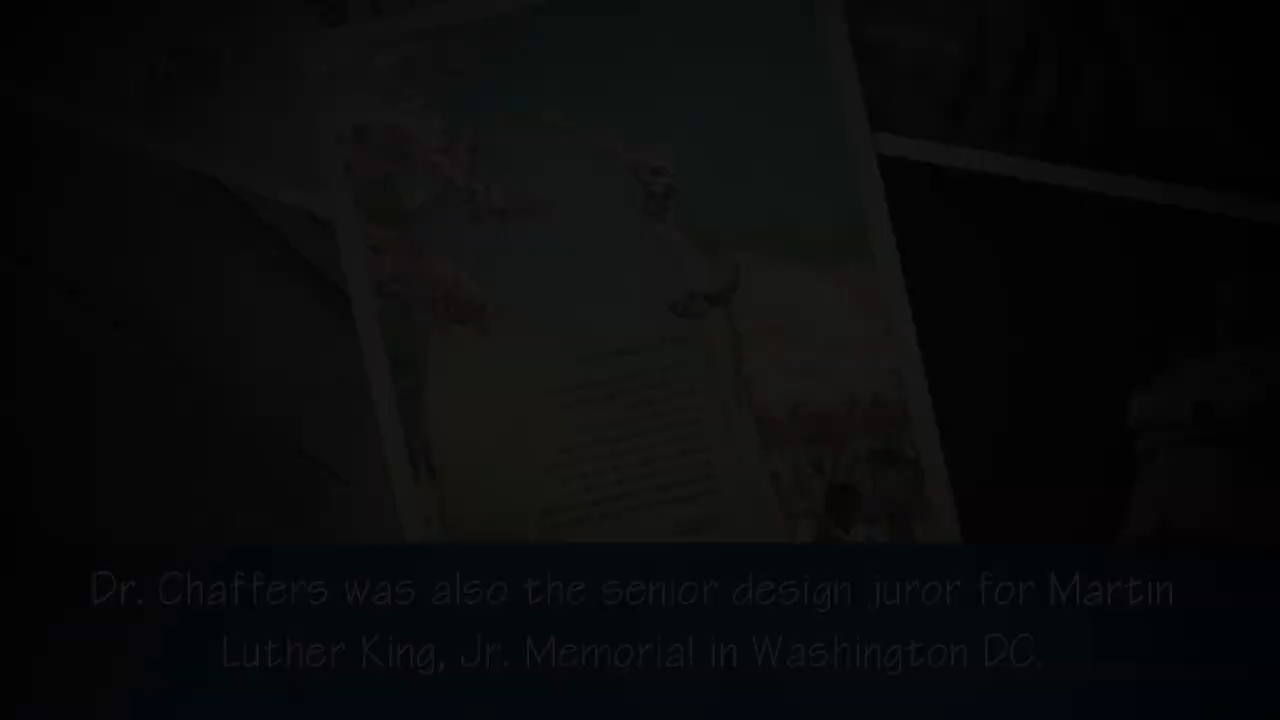 Dr. Chaffers was also the senior design juror for Martin
Luther King, Jr. Memorial in Washington DC.